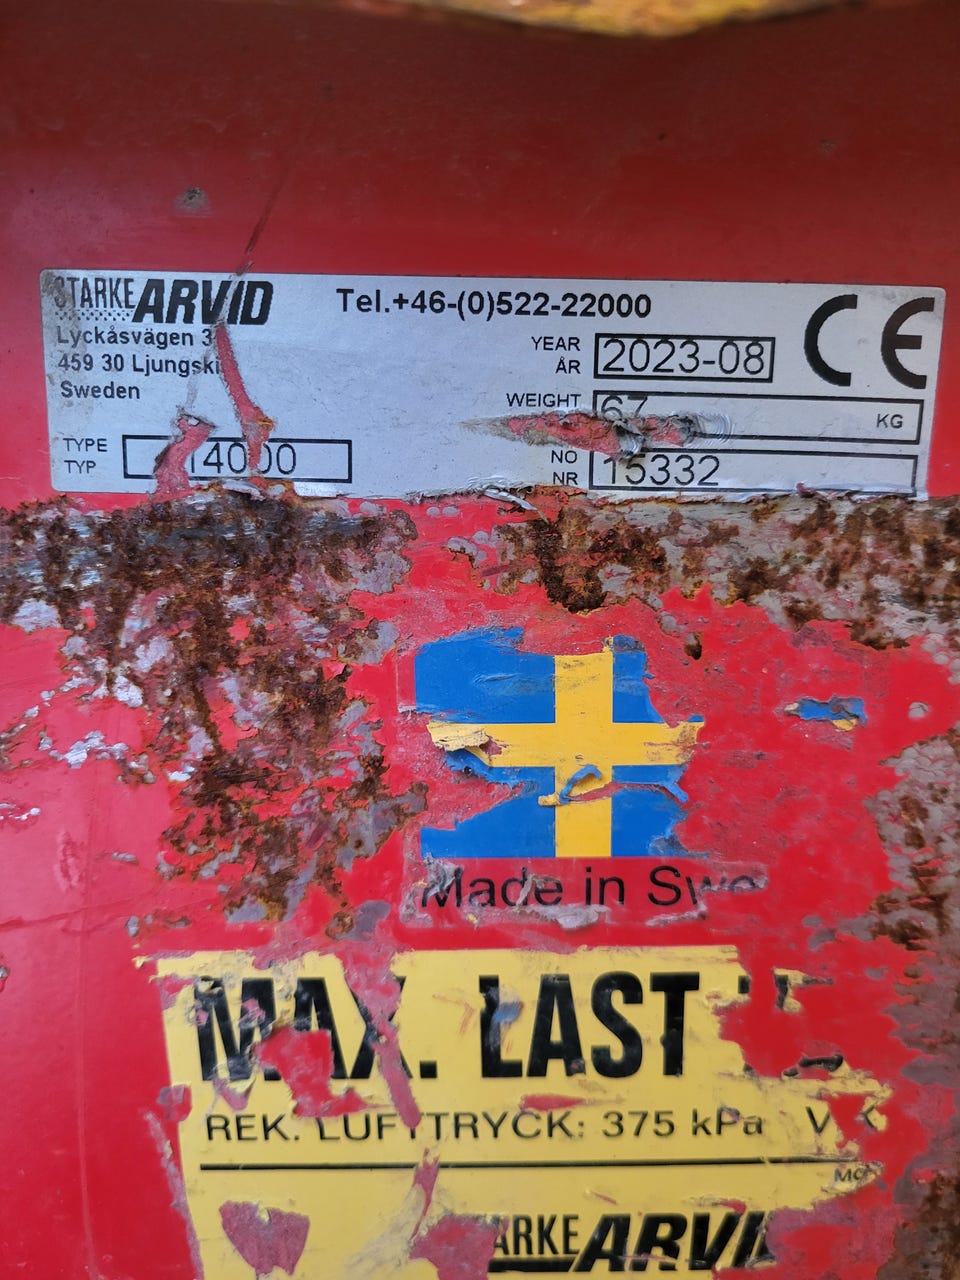 STARKE ARVID
Tel.+46-(0)522-22000
CE
Lyckåsvägen 3
459 30 Ljungski
Sweden
YEAR
ÅR
2023-08
WEIGHT
67
KG
TYPE
TYP
14000
NO
NR
15332
Made in Swe
MAX. LAST
REK. LUFTTRYCK: 375 kPa
STARKE ARVID